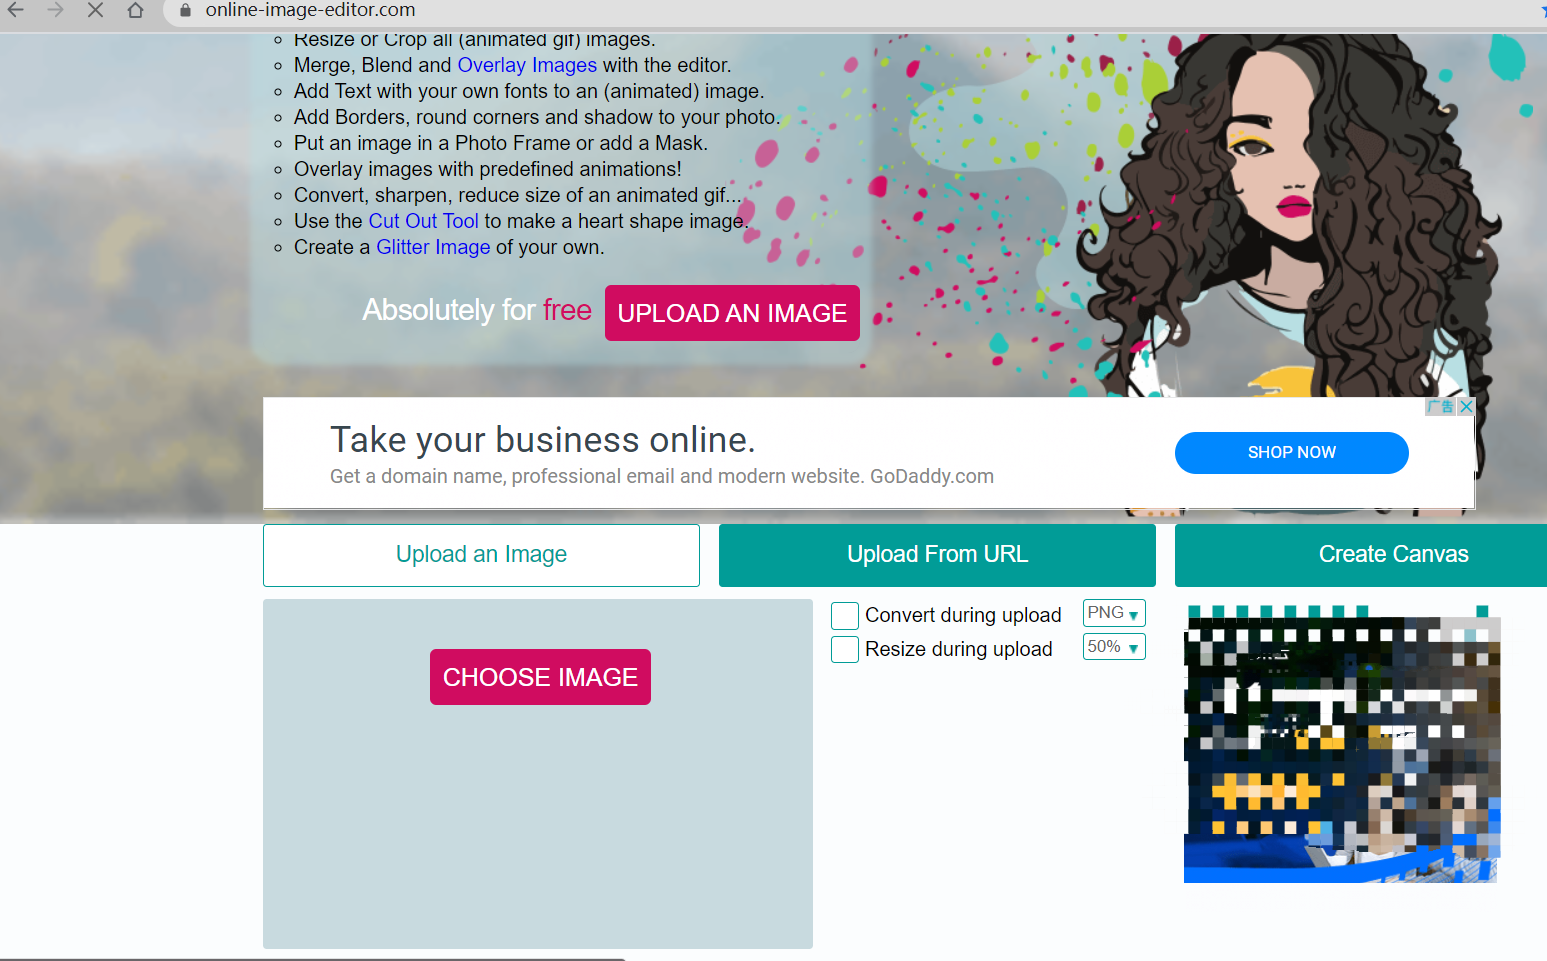 online-image-editor.com
Resize or Crop all (animated gif) images.
Merge, Blend and Overlay Images with the editor.
Add Text with your own fonts to an (animated) image.
Add Borders, round corners and shadow to your photo.
Put an image in a Photo Frame or add a Mask.
Overlay images with predefined animations!
Convert, sharpen, reduce size of an animated gif...
Use the Cut Out Tool to make a heart shape image.
Create a Glitter Image of your own.
Absolutely for free UPLOAD AN IMAGE
广告
Take your business online.
Get a domain name, professional email and modern website. GoDaddy.com
SHOP NOW
Upload an Image
Upload From URL
Create Canvas
CHOOSE IMAGE
Convert during upload PNG
Resize during upload 50%